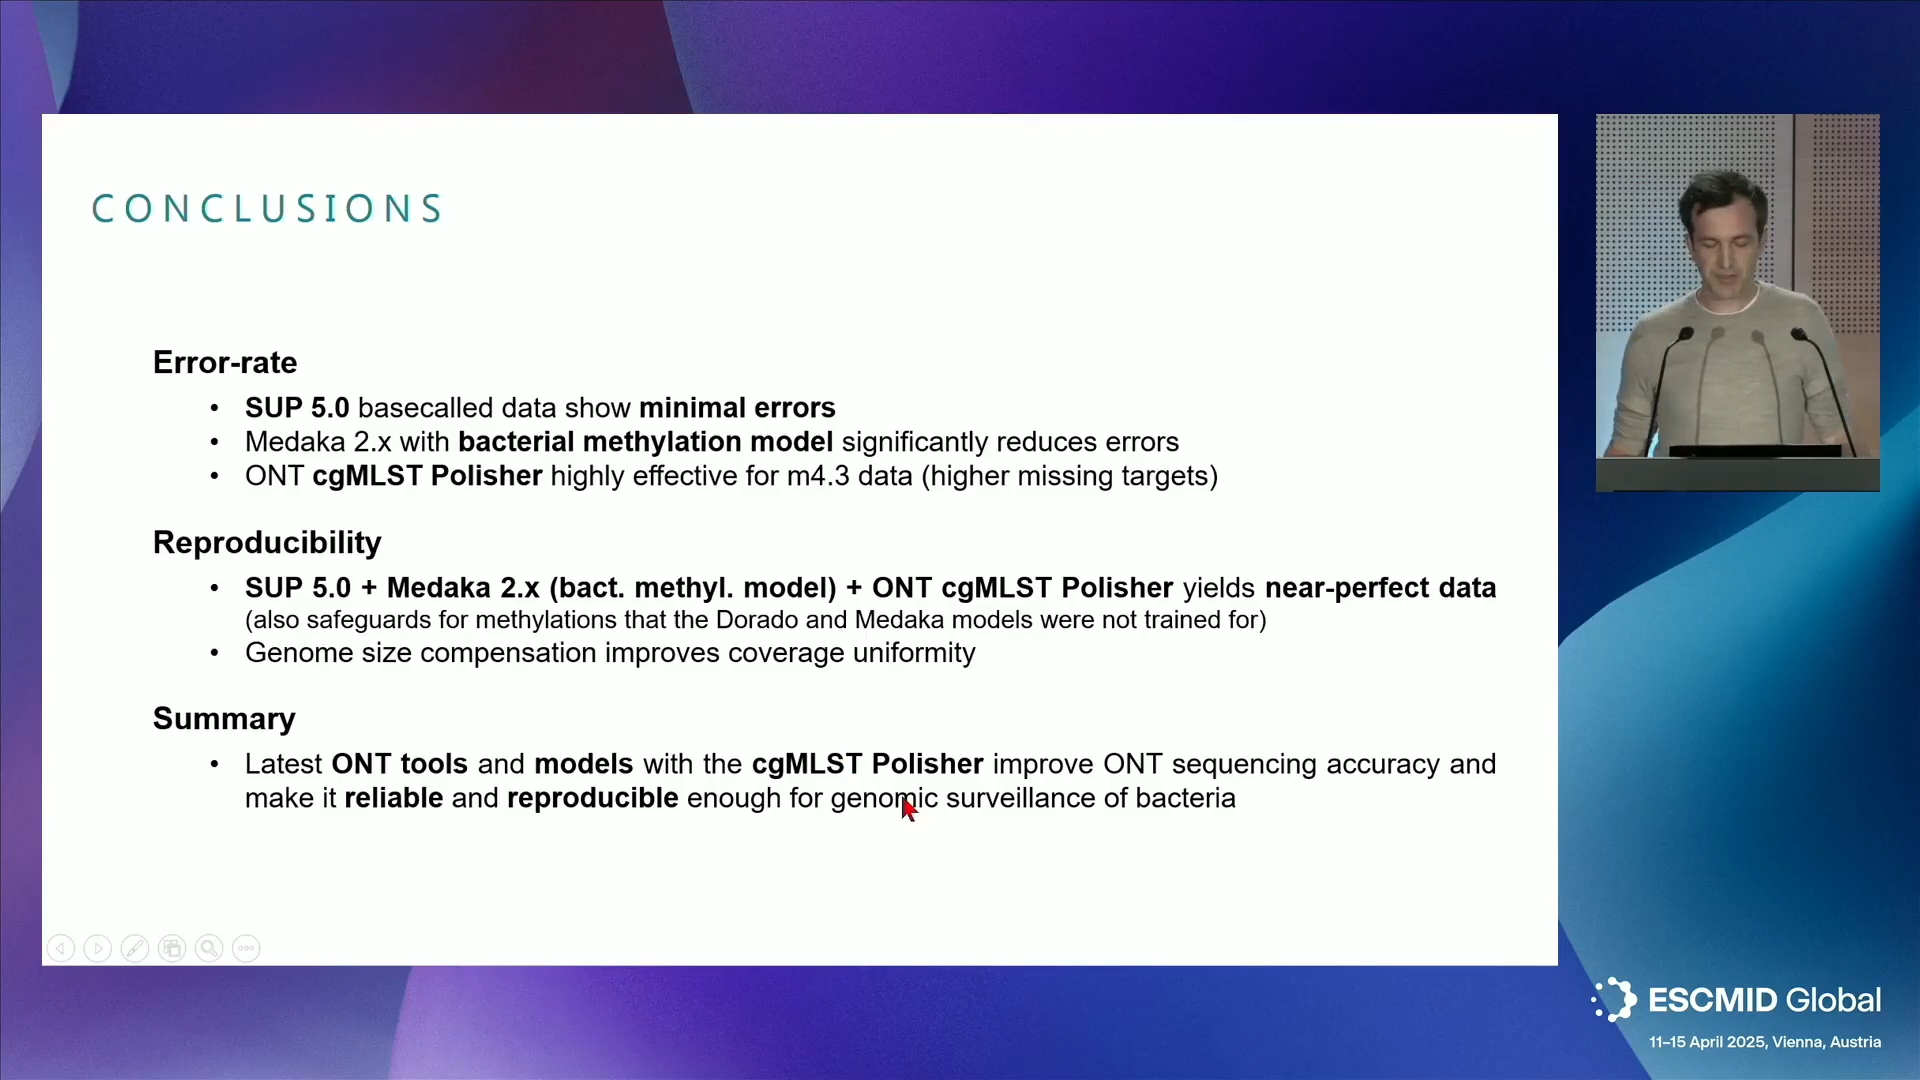 CONCLUSIONS
Error-rate
• SUP 5.0 basecalled data show minimal errors
• Medaka 2.x with bacterial methylation model significantly reduces errors
• ONT cgMLST Polisher highly effective for m4.3 data (higher missing targets)
Reproducibility
• SUP 5.0 + Medaka 2.x (bact. methyl. model) + ONT cgMLST Polisher yields near-perfect data
(also safeguards for methylations that the Dorado and Medaka models were not trained for)
• Genome size compensation improves coverage uniformity
Summary
• Latest ONT tools and models with the cgMLST Polisher improve ONT sequencing accuracy and
make it reliable and reproducible enough for genomic surveillance of bacteria
ESCMID Global
11–15 April 2025, Vienna, Austria